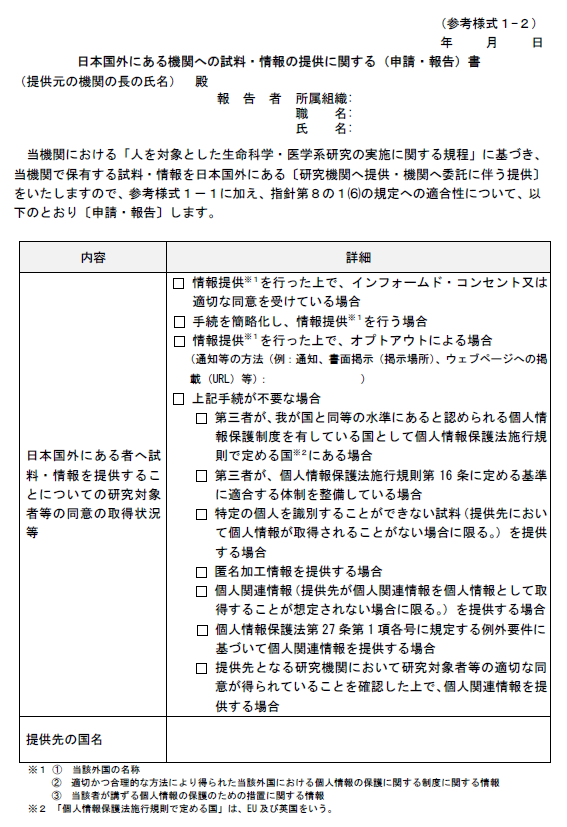 （参考様式１-２）
年　　月　　日
日本国外にある機関への試料・情報の提供に関する（申請・報告）書
（提供元の機関の長の氏名）　殿
報　告　者　所属組織：
職　　名：
氏　　名：
当機関における「人を対象とした生命科学・医学系研究の実施に関する規程」に基づき、
当機関で保有する試料・情報を日本国外にある〔研究機関へ提供・機関へ委託に伴う提供〕
をいたしますので、参考様式１－１に加え、指針第８の１(6)の規定への適合性について、以
下のとおり〔申請・報告〕します。
内容　詳細
□ 情報提供※１を行った上で、インフォームド・コンセント又は
適切な同意を受けている場合
□ 手続を簡略化し、情報提供※１を行う場合
□ 情報提供※１を行った上で、オプトアウトによる場合
（通知等の方法（例：通知、書面掲示（掲示場所）、ウェブページへの掲
載（URL）等）：　　　　　　　　）
□ 上記手続が不要な場合
□ 第三者が、我が国と同等の水準にあると認められる個人情
報保護制度を有している国として個人情報保護法施行規
則で定める国※２にある場合
□ 第三者が、個人情報保護法施行規則第 16 条に定める基準
に適合する体制を整備している場合
□ 特定の個人を識別することができない試料（提供先におい
て個人情報が取得されることがない場合に限る。）を提供
する場合
□ 匿名加工情報を提供する場合
□ 個人関連情報（提供先が個人関連情報を個人情報として取
得することが想定されない場合に限る。）を提供する場合
□ 個人情報保護法第 27 条第１項各号に規定する例外要件に
基づいて個人関連情報を提供する場合
□ 提供先となる研究機関において研究対象者等の適切な同
意が得られていることを確認した上で、個人関連情報を提
供する場合
日本国外にある者へ試
料・情報を提供するこ
とについての研究対象
者等の同意の取得状況
等
提供先の国名
※１ ①　当該外国の名称
②　適切かつ合理的な方法により得られた当該外国における個人情報の保護に関する制度に関する情報
③　当該者が講ずる個人情報の保護のための措置に関する情報
※２ 「個人情報保護法施行規則で定める国」は、EU 及び英国をいう。